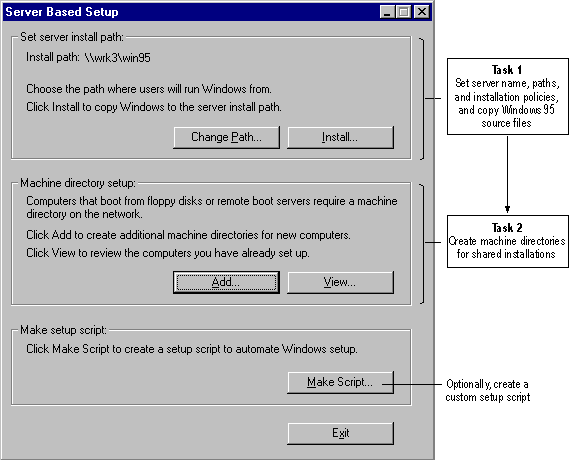 Server Based Setup
Set server install path:
Install path: \\wrk3\win95
Choose the path where users will run Windows from.
Click Install to copy Windows to the server install path.
Change Path...
Install...
Machine directory setup:
Computers that boot from floppy disks or remote boot servers require a machine
directory on the network.
Click Add to create additional machine directories for new computers.
Click View to review the computers you have already set up.
Add...
View...
Make setup script:
Click Make Script to create a setup script to automate Windows setup.
Make Script...
Exit
Task 1
Set server name, paths,
and installation policies,
and copy Windows 95
source files
Task 2
Create machine directories
for shared installations
Optionally, create a
custom setup script